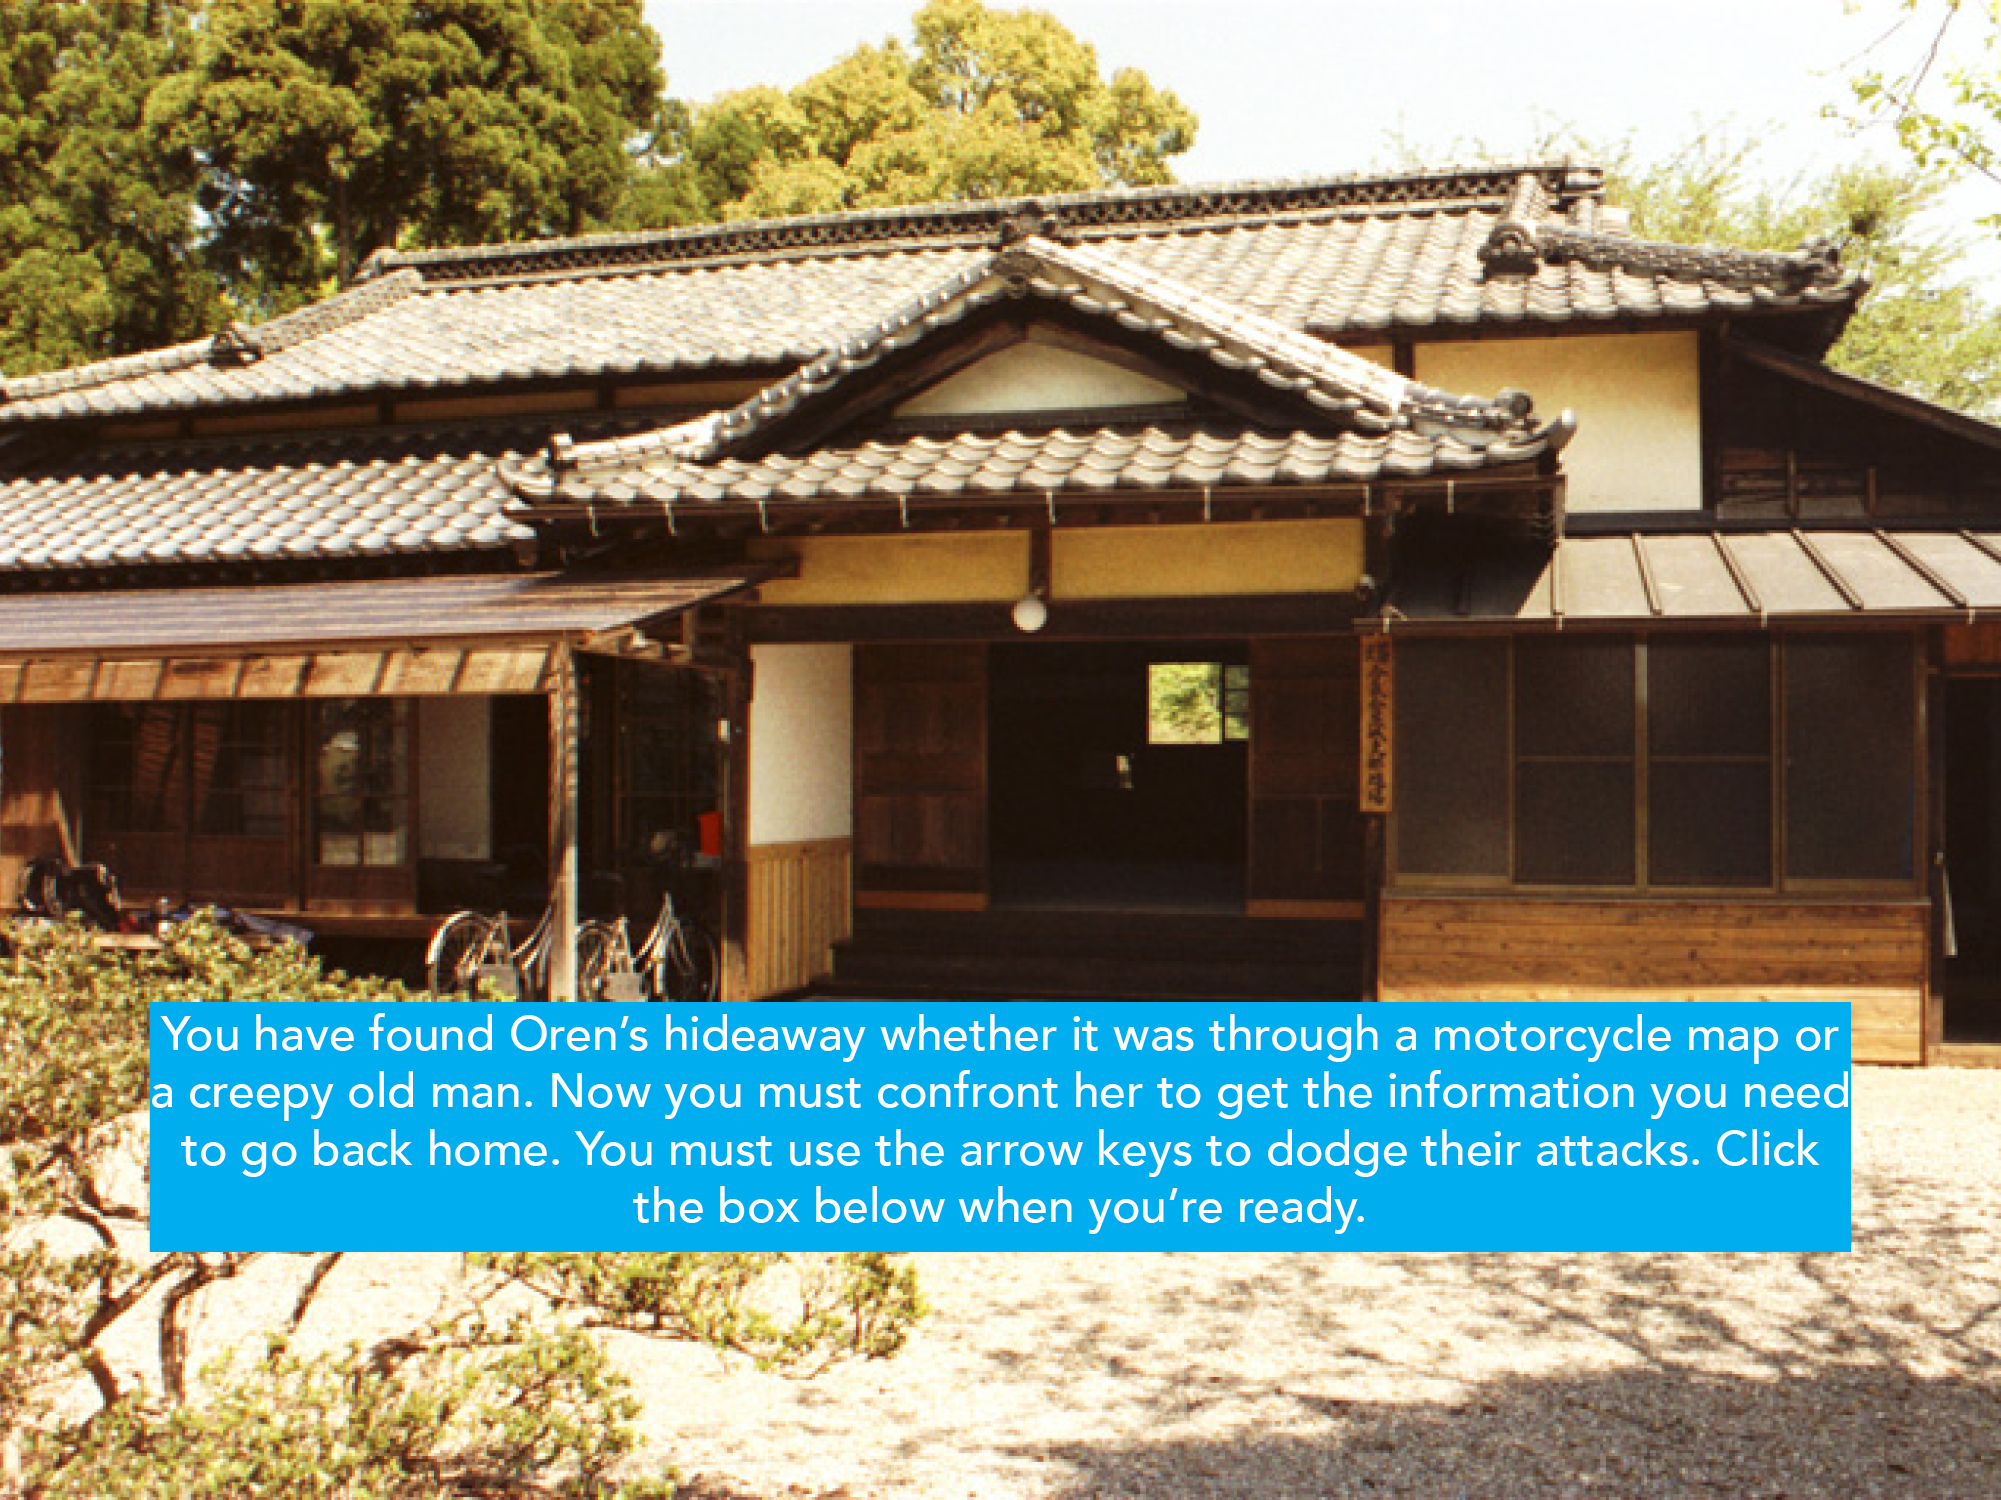 You have found Oren’s hideaway whether it was through a motorcycle map or
a creepy old man. Now you must confront her to get the information you need
to go back home. You must use the arrow keys to dodge their attacks. Click
the box below when you’re ready.